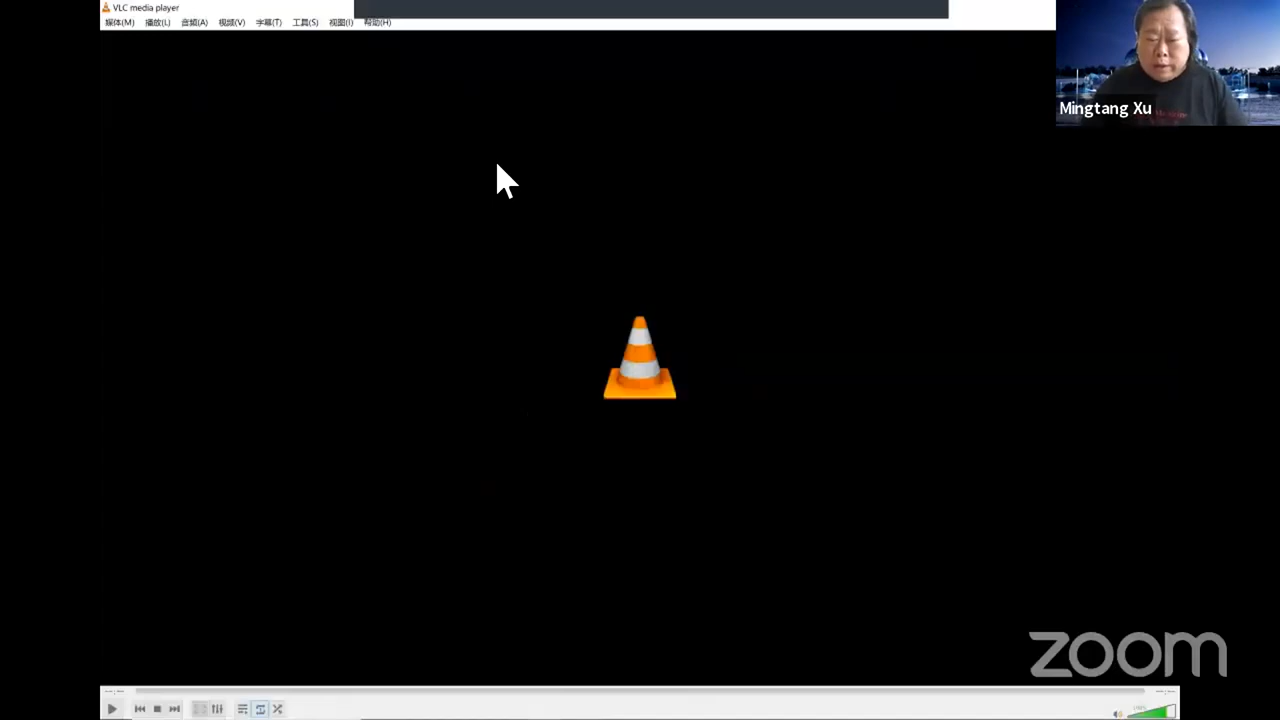 VLC media player
媒体(M) 播放(L) 音频(A) 视频(V) 字幕(T) 工具(S) 视图(I) 帮助(H)
Mingtang Xu
zoom